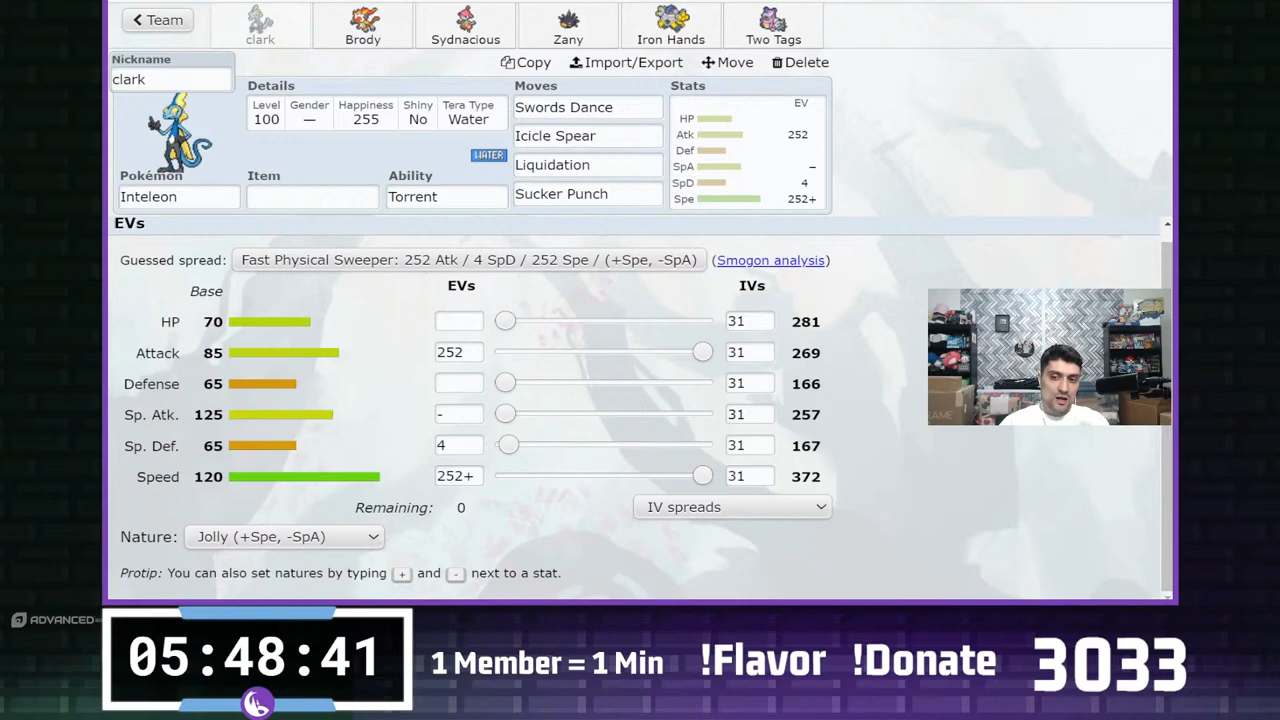 Team
clark
Brody
Sydnacious
Zany
Iron Hands
Two Tags
Copy Import/Export Move Delete
Nickname
clark
Details
Level Gender Happiness Shiny Tera Type
100 — 255 No Water
WATER
Pokémon Item Ability
Inteleon Torrent
Moves
Swords Dance
Icicle Spear
Liquidation
Sucker Punch
Stats
EV
HP
Atk 252
Def
SpA –
SpD 4
Spe 252+
EVs
Guessed spread: Fast Physical Sweeper: 252 Atk / 4 SpD / 252 Spe / (+Spe, -SpA) (Smogon analysis)
Base EVs IVs
HP 70 31 281
Attack 85 252 31 269
Defense 65 31 166
Sp. Atk. 125 - 31 257
Sp. Def. 65 4 31 167
Speed 120 252+ 31 372
Remaining: 0 IV spreads
Nature: Jolly (+Spe, -SpA)
Protip: You can also set natures by typing + and - next to a stat.
ADVANCED
05:48:41
1 Member = 1 Min !Flavor !Donate 3033